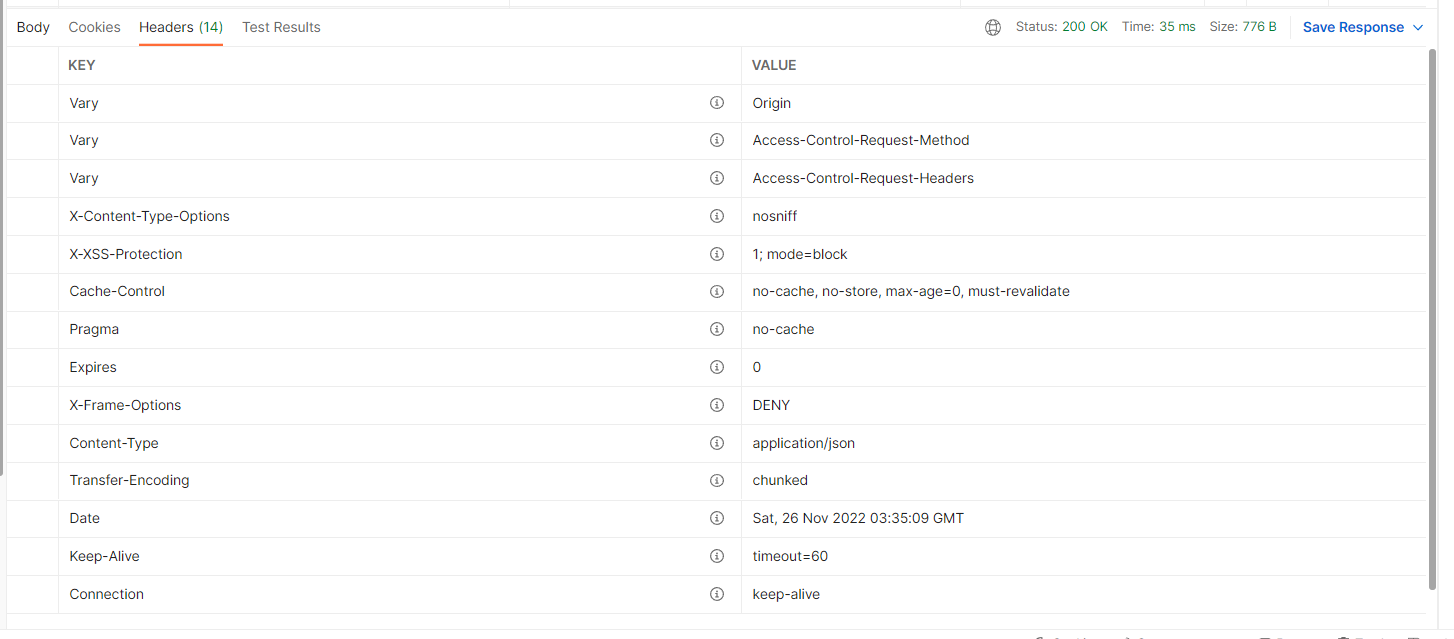 Body Cookies Headers (14) Test Results Status: 200 OK Time: 35 ms Size: 776 B Save Response
KEY VALUE
Vary Origin
Vary Access-Control-Request-Method
Vary Access-Control-Request-Headers
X-Content-Type-Options nosniff
X-XSS-Protection 1; mode=block
Cache-Control no-cache, no-store, max-age=0, must-revalidate
Pragma no-cache
Expires 0
X-Frame-Options DENY
Content-Type application/json
Transfer-Encoding chunked
Date Sat, 26 Nov 2022 03:35:09 GMT
Keep-Alive timeout=60
Connection keep-alive